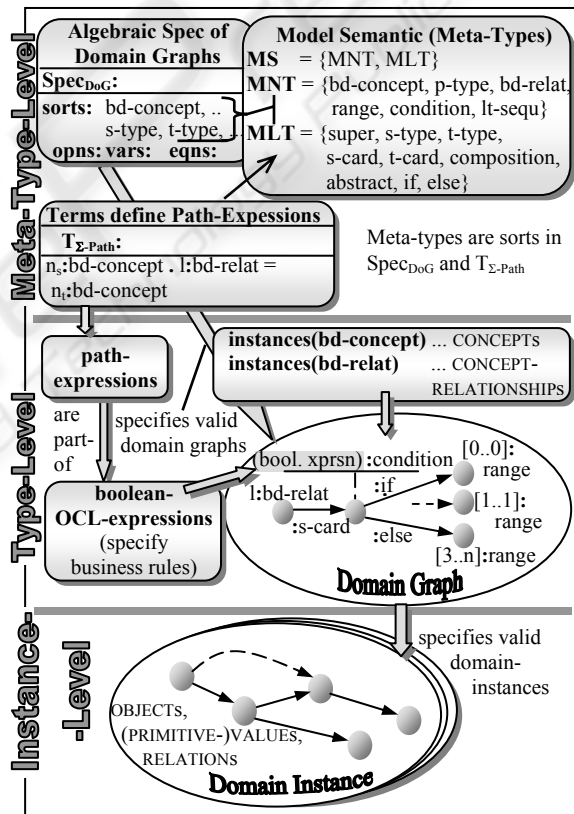 Meta-Type-Level
Algebraic Spec of
Domain Graphs
SpecDoG:
sorts: bd-concept, ..
s-type, t-type, ..
opns: vars: eqns:
Model Semantic (Meta-Types)
MS = {MNT, MLT}
MNT = {bd-concept, p-type, bd-relat,
range, condition, lt-sequ}
MLT = {super, s-type, t-type,
s-card, t-card, composition,
abstract, if, else}
Terms define Path-Expessions
TΣ-Path:
ns:bd-concept . l:bd-relat =
nt:bd-concept
Meta-types are sorts in
SpecDoG and TΣ-Path
Type-Level
path-
expressions
are
part-
of
specifies valid
domain graphs
instances(bd-concept) ... CONCEPTS
instances(bd-relat) ... CONCEPT-
RELATIONSHIPS
boolean-
OCL-expressions
(specify
business rules)
(bool. xprsn) :condition
[0..0]:
range
l:bd-relat
:if
[1..1]:
range
:s-card
:else
[3..n]:range
Domain Graph
Instance-
-Level
specifies valid
domain-
instances
OBJECTS,
(PRIMITIVE-)VALUES,
RELATIONS
Domain Instance